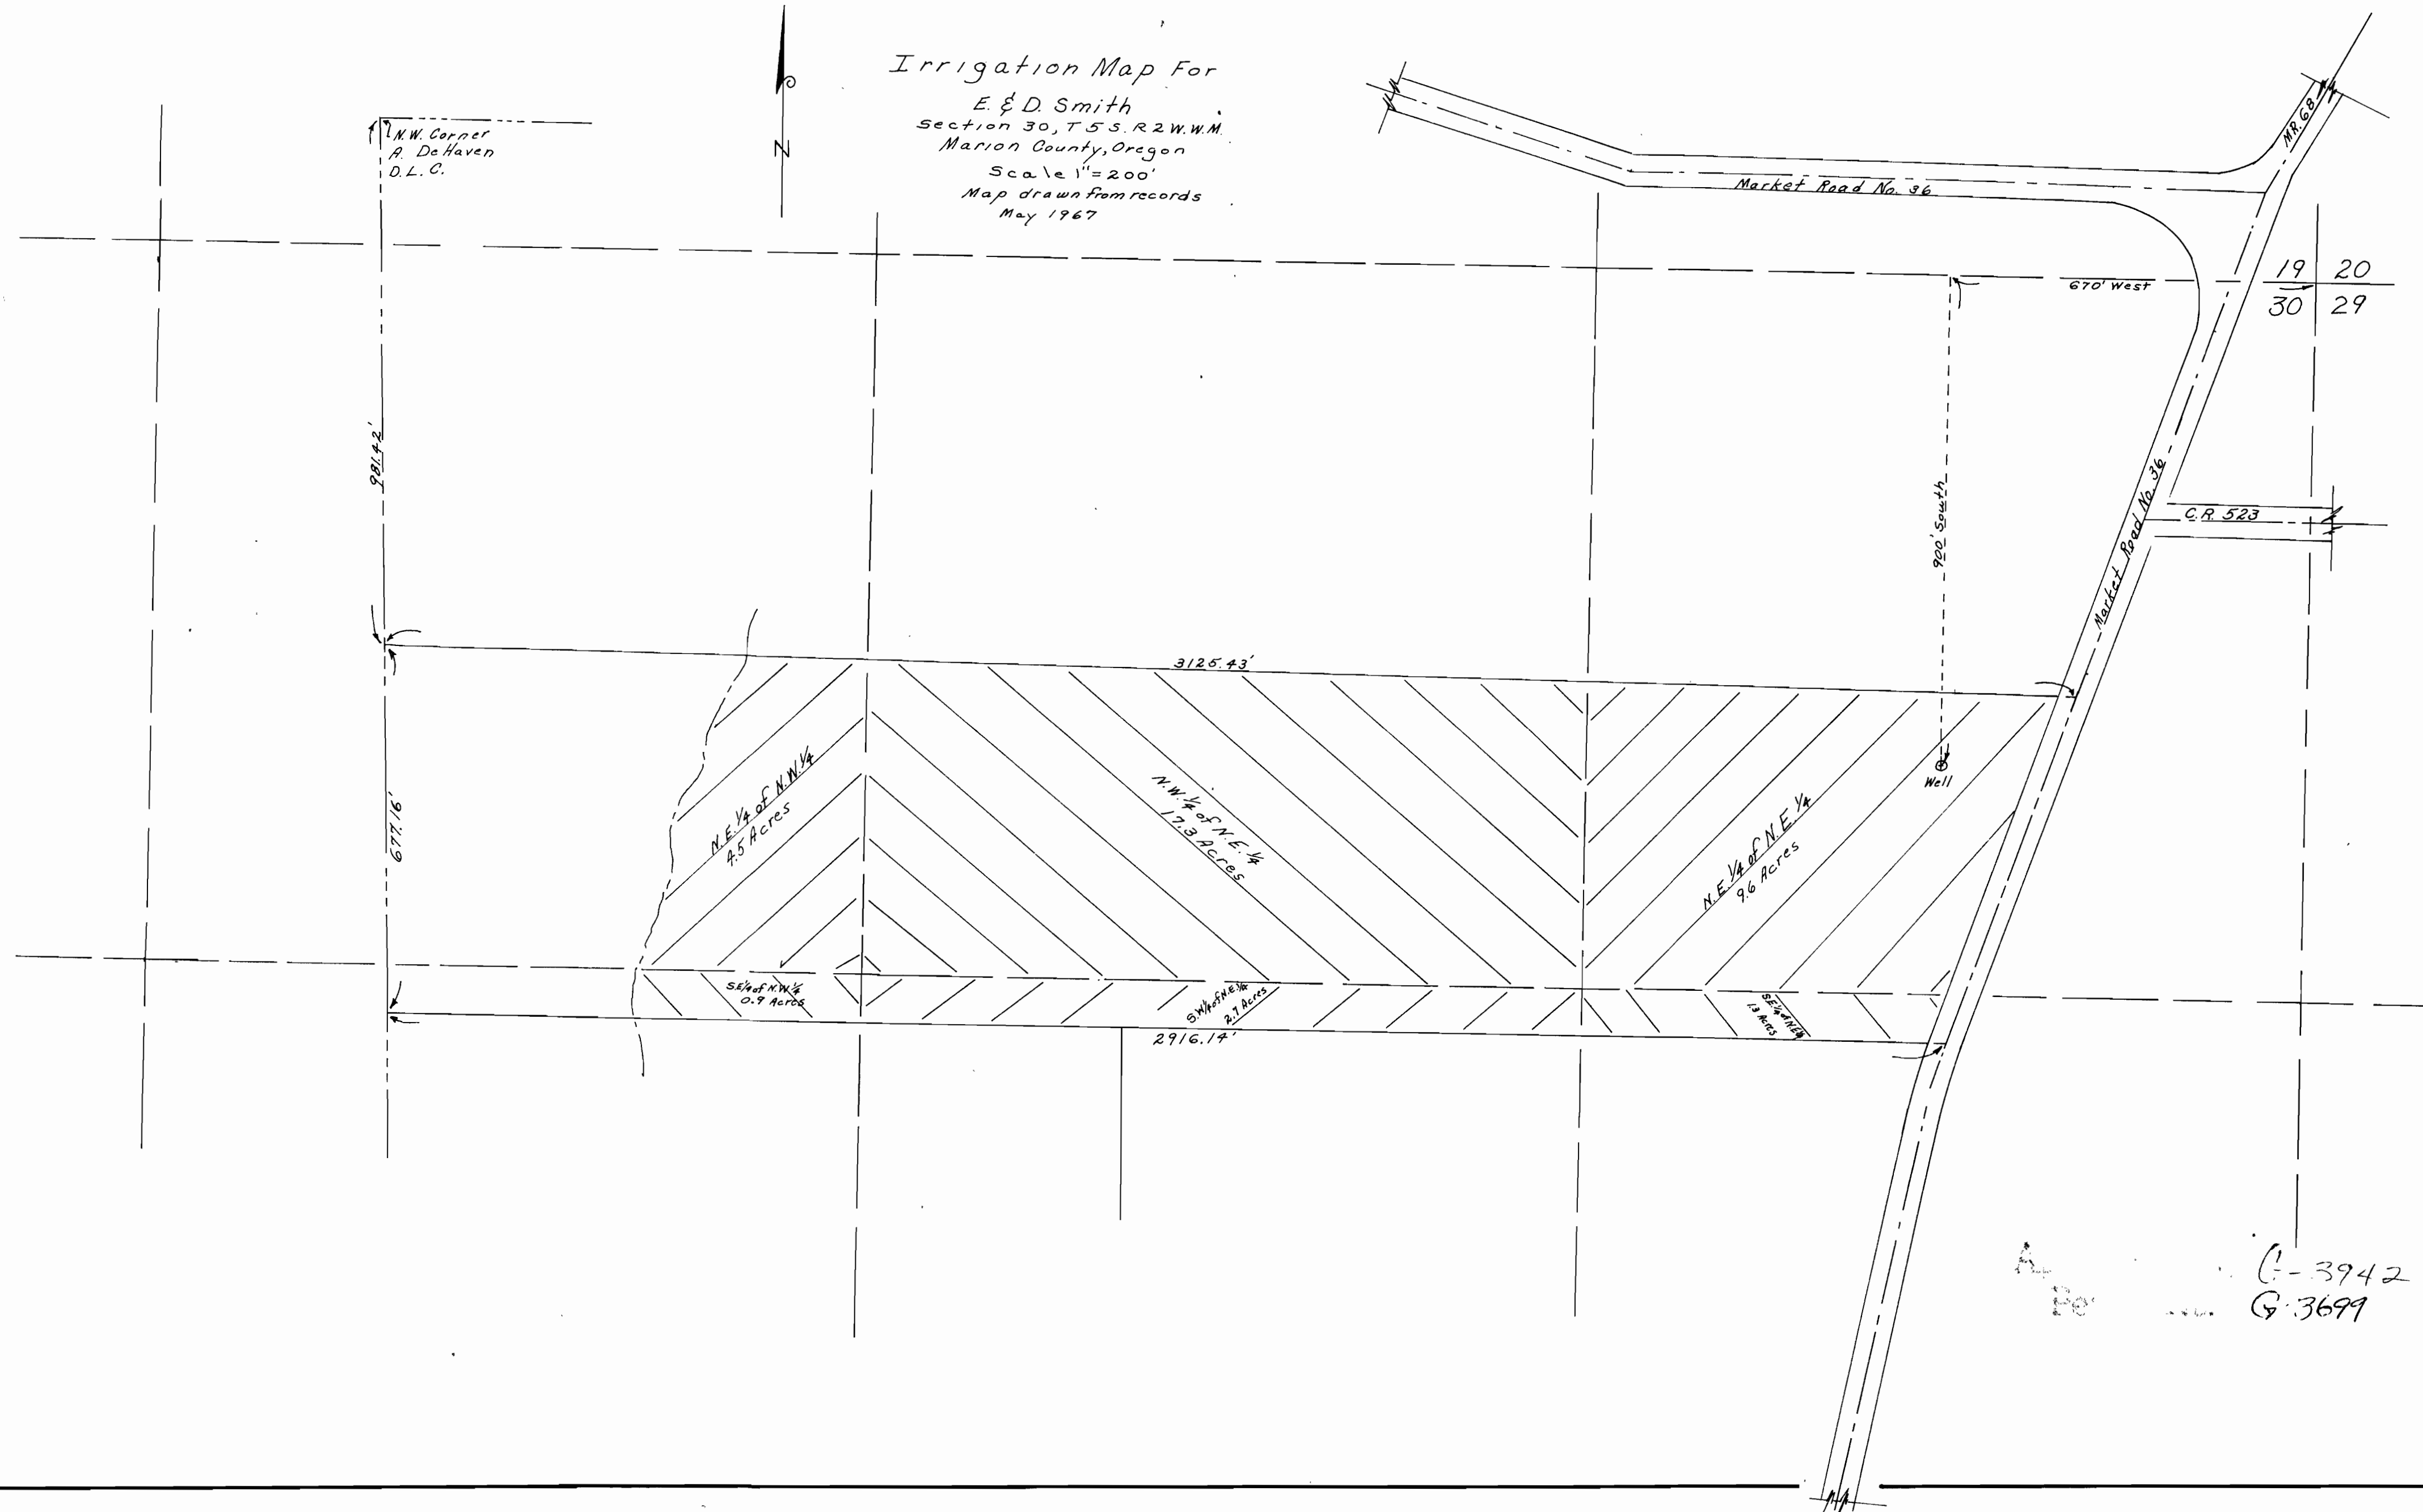 Irrigation Map For
E. & D. Smith
Section 30, T 5 S. R 2 W. W.M.
Marion County, Oregon
Scale 1"=200'
Map drawn from records
May 1967
N
N.W. Corner
A. DeHaven
D.L.C.
M.R. 68
Market Road No. 36
19 20
670' West
30 29
981.42'
900' South
Market Road No. 36
C.R. 523
3125.43'
677.16'
N.E. 1/4 of N.W. 1/4
4.5 Acres
N.W. 1/4 of N.E. 1/4
17.3 Acres
N.E. 1/4 of N.E. 1/4
9.6 Acres
Well
S.E. 1/4 of N.W. 1/4
0.9 Acres
S.W. 1/4 of N.E. 1/4
2.7 Acres
S.E. 1/4 of N.E. 1/4
1.3 Acres
2916.14'
G-3942
G-3699